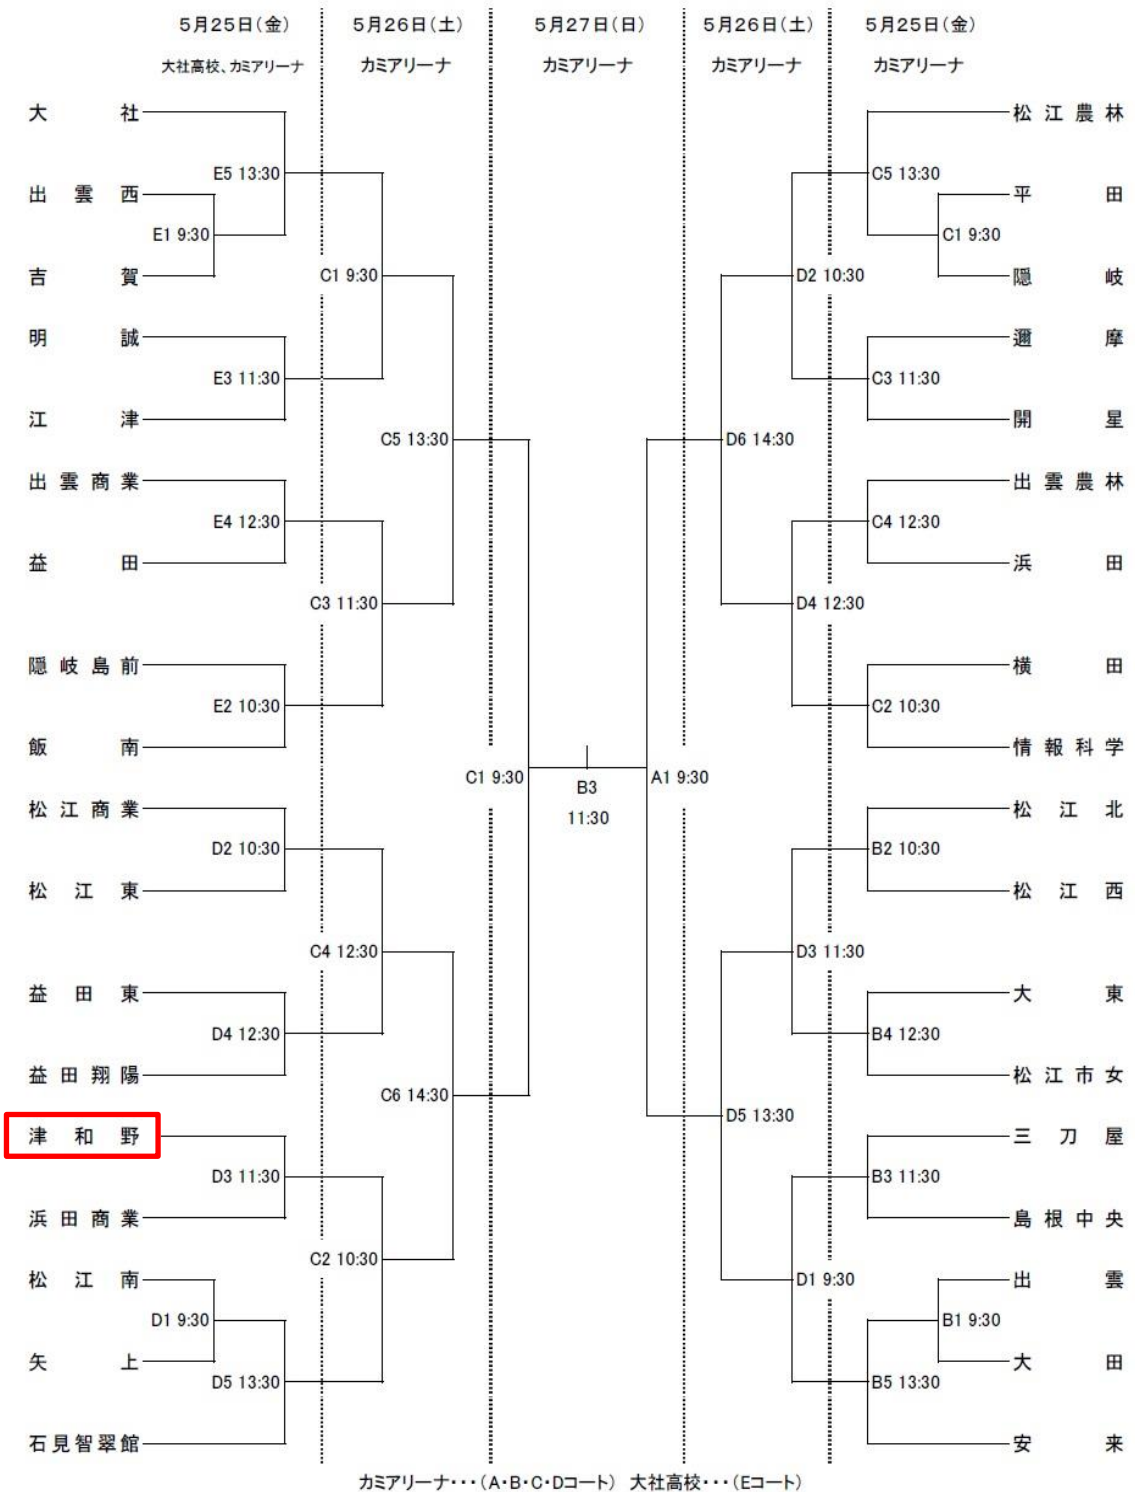 5月25日(金) 5月26日(土) 5月27日(日) 5月26日(土) 5月25日(金)
大社高校、カミアリーナ カミアリーナ カミアリーナ カミアリーナ カミアリーナ
大社 松江農林
E5 13:30 C5 13:30
出雲西 平田
E1 9:30 C1 9:30
吉賀 C1 9:30 D2 10:30 隠岐
明誠 邇摩
E3 11:30 C3 11:30
江津 開星
C5 13:30 D6 14:30
出雲商業 出雲農林
E4 12:30 C4 12:30
益田 浜田
C3 11:30 D4 12:30
隠岐島前 横田
E2 10:30 C2 10:30
飯南 情報科学
C1 9:30 B3 A1 9:30
11:30
松江商業 松江北
D2 10:30 B2 10:30
松江東 松江西
C4 12:30 D3 11:30
益田東 大東
D4 12:30 B4 12:30
益田翔陽 松江市女
C6 14:30 D5 13:30
津和野 三刀屋
D3 11:30 B3 11:30
浜田商業 島根中央
C2 10:30 D1 9:30
松江南 出雲
D1 9:30 B1 9:30
矢上 大田
D5 13:30 B5 13:30
石見智翠館 安来
カミアリーナ・・・(A・B・C・Dコート) 大社高校・・・(Eコート)